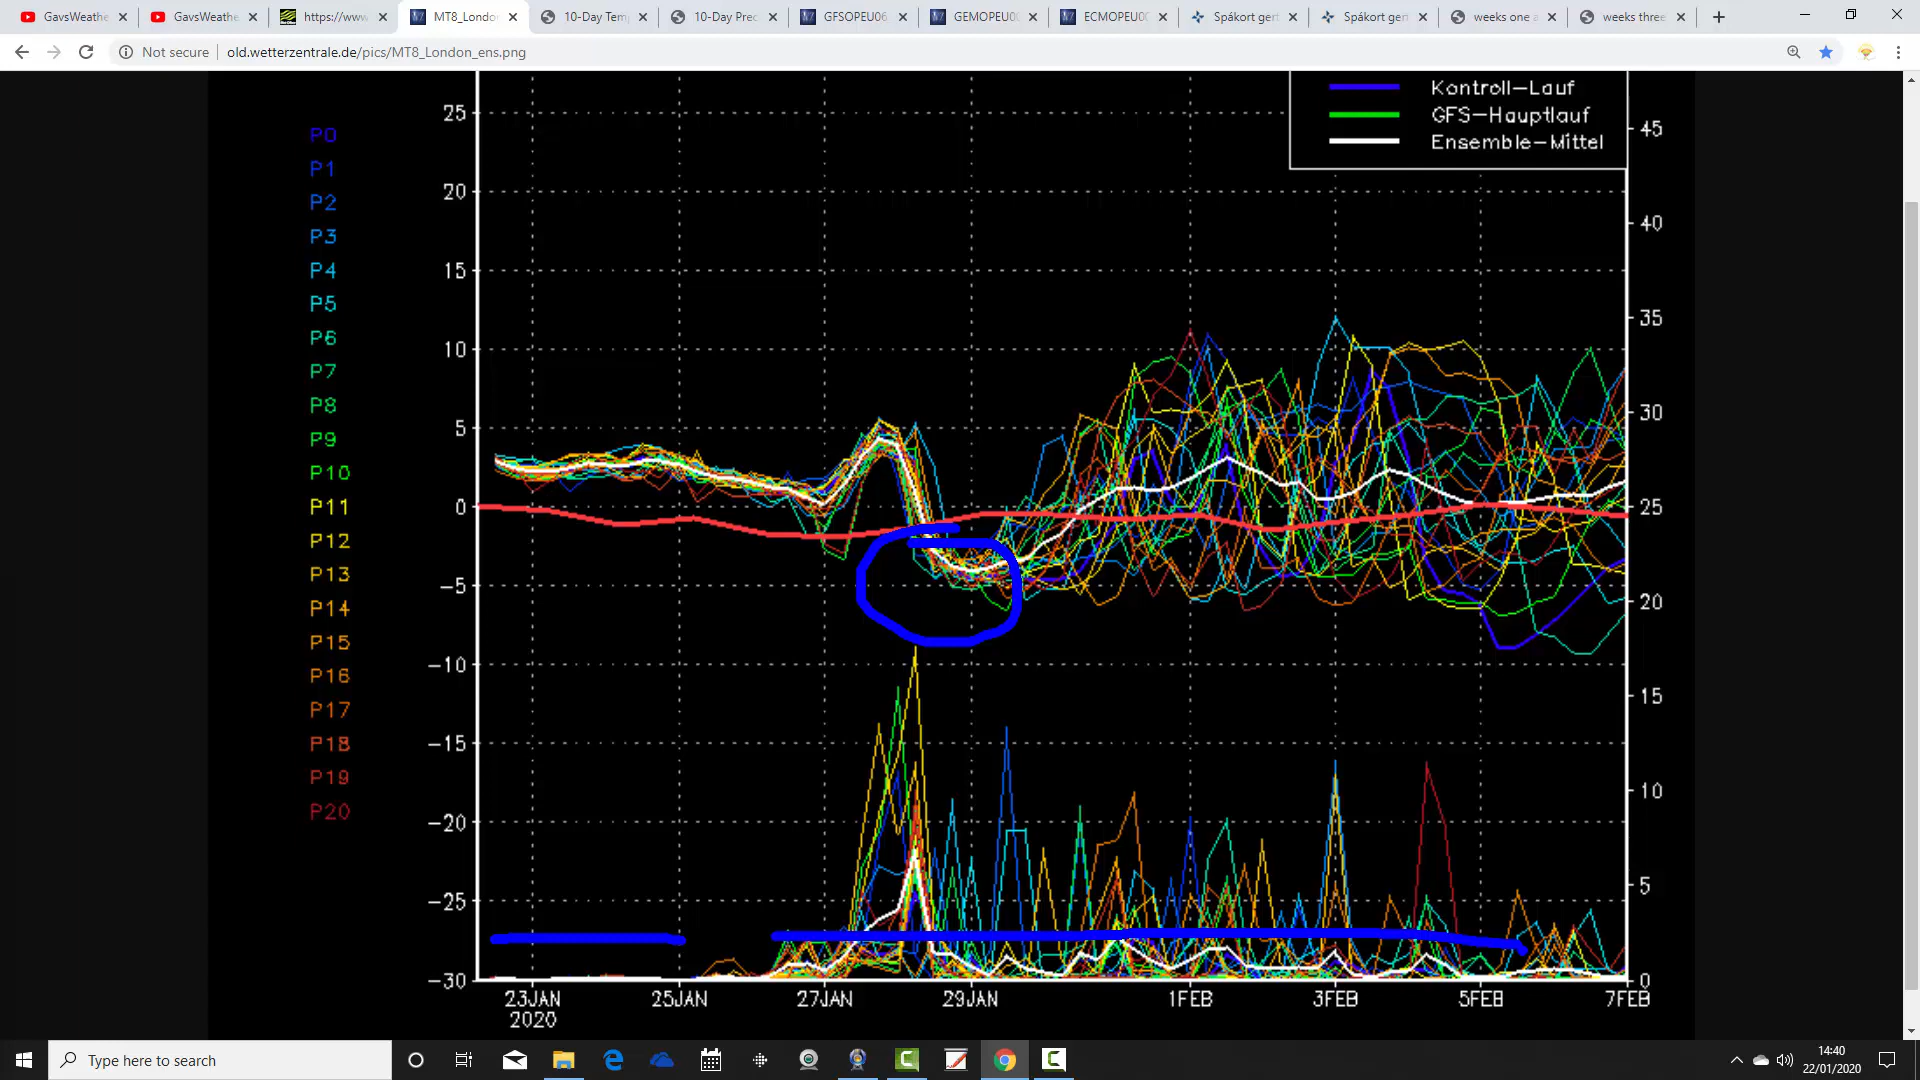 GavsWeathe
GavsWeathe
https://www
MT8_Londo
10-Day Tem
10-Day Prec
GFSOPEU06
GEMOPEU00
ECMOPEU00
Spákort ger
Spákort ger
weeks one a
weeks three
Not secure
old.wetterzentrale.de/pics/MT8_London_ens.png
Kontroll-Lauf
GFS-Hauptlauf
Ensemble-Mittel
P0
P1
P2
P3
P4
P5
P6
P7
P8
P9
P10
P11
P12
P13
P14
P15
P16
P17
P18
P19
P20
25
20
15
10
5
0
-5
-10
-15
-20
-25
-30
45
40
35
30
25
20
15
10
5
0
23JAN 25JAN 27JAN 29JAN 1FEB 3FEB 5FEB 7FEB
2020
Type here to search
14:40
22/01/2020